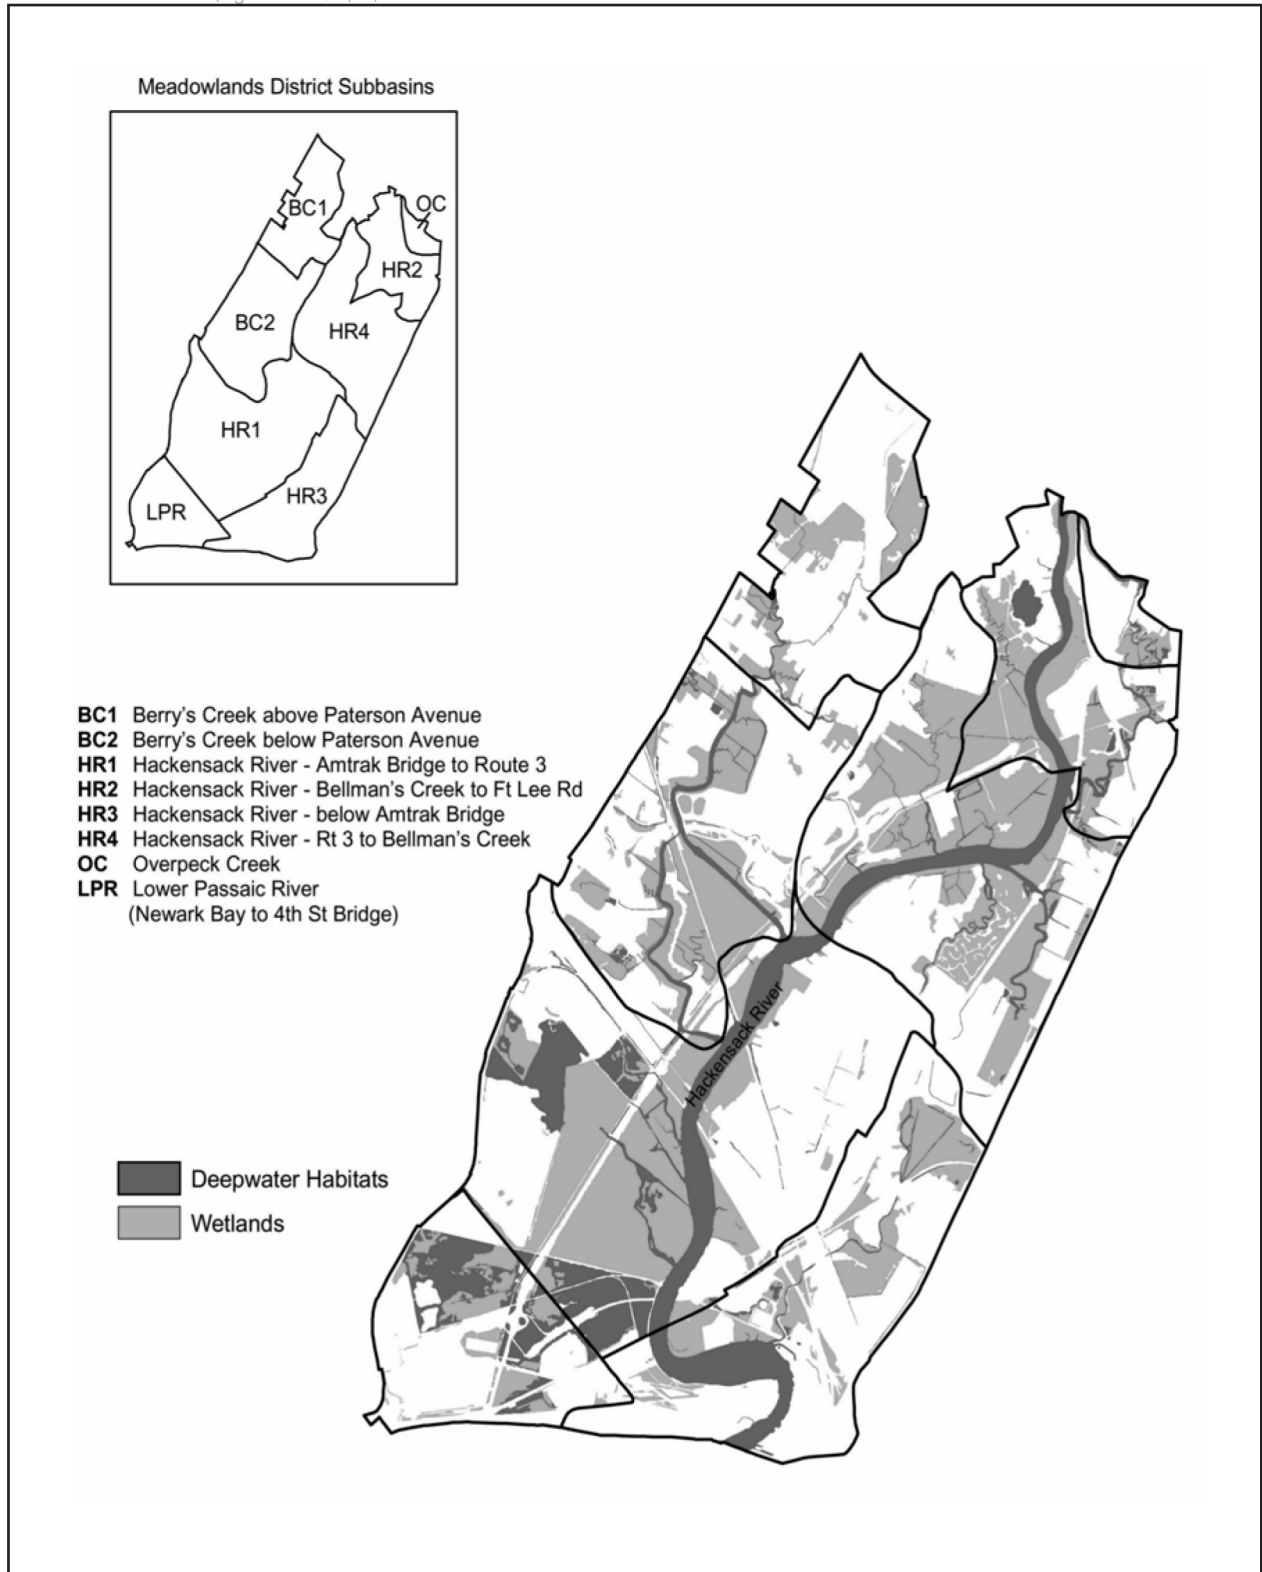 Meadowlands District Subbasins
BC1
OC
HR2
BC2
HR4
HR1
HR3
LPR
BC1 Berry's Creek above Paterson Avenue
BC2 Berry's Creek below Paterson Avenue
HR1 Hackensack River - Amtrak Bridge to Route 3
HR2 Hackensack River - Bellman's Creek to Ft Lee Rd
HR3 Hackensack River - below Amtrak Bridge
HR4 Hackensack River - Rt 3 to Bellman's Creek
OC Overpeck Creek
LPR Lower Passaic River
(Newark Bay to 4th St Bridge)
Hackensack River
Deepwater Habitats
Wetlands